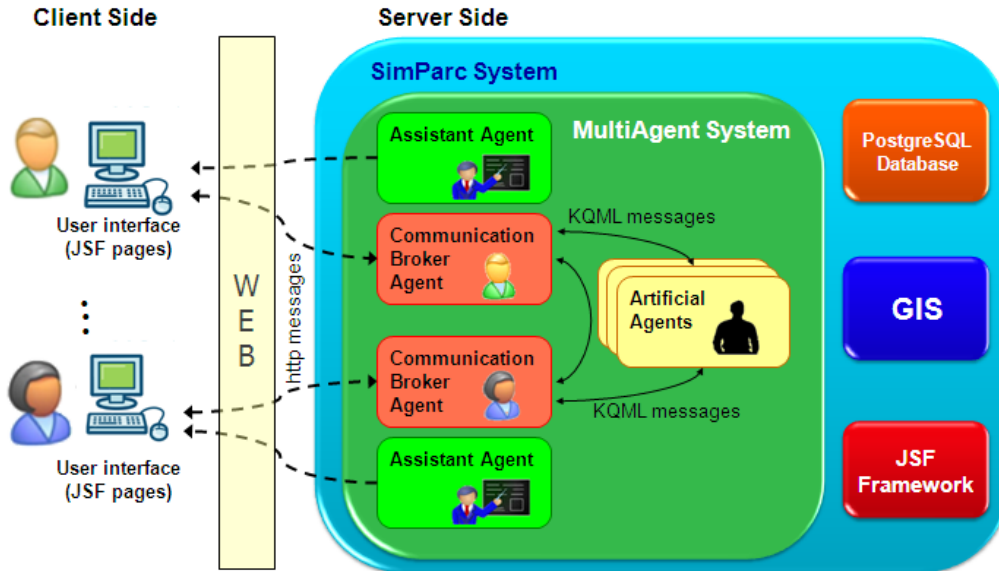 Client Side
Server Side
SimParc System
MultiAgent System
Assistant Agent
PostgreSQL
Database
User interface
(JSF pages)
KQML messages
Communication
Broker
Agent
W
E
B
http messages
Artificial
Agents
GIS
Communication
Broker
Agent
KQML messages
User interface
(JSF pages)
Assistant Agent
JSF
Framework